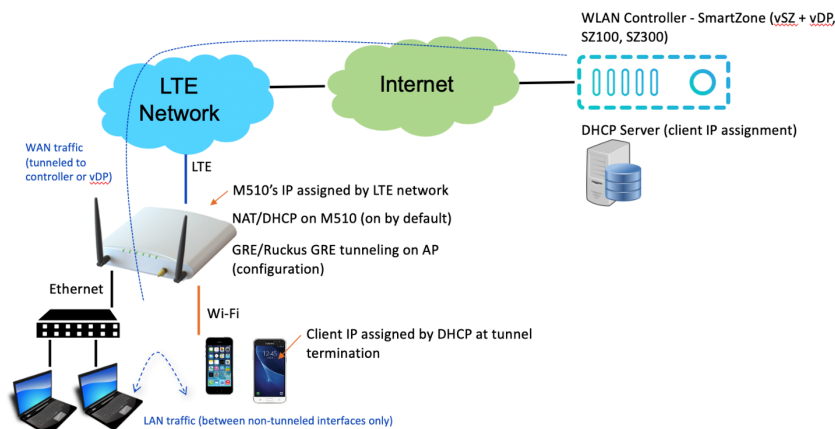 WLAN Controller - SmartZone (vSZ + vDP,
SZ100, SZ300)
LTE
Network
Internet
DHCP Server (client IP assignment)
WAN traffic
(tunneled to
controller or vDP)
LTE
M510's IP assigned by LTE network
NAT/DHCP on M510 (on by default)
GRE/Ruckus GRE tunneling on AP
(configuration)
Ethernet
Wi-Fi
Client IP assigned by DHCP at tunnel
termination
LAN traffic (between non-tunneled interfaces only)